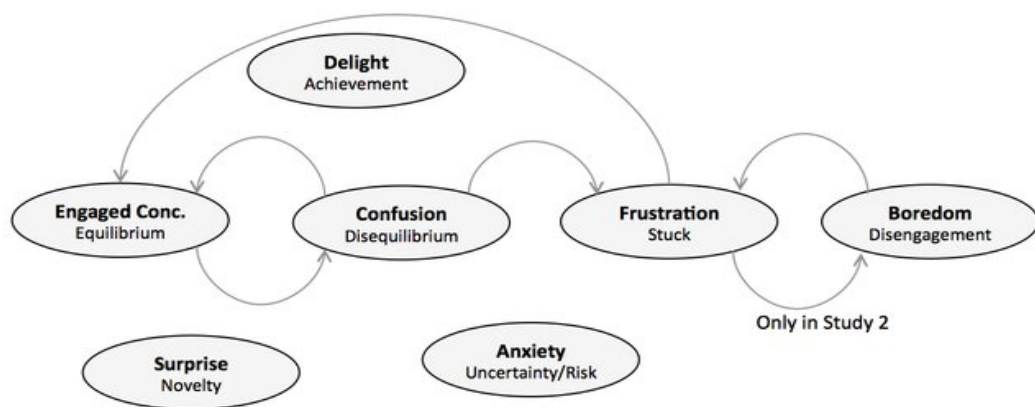 Delight
Achievement
Engaged Conc.
Equilibrium
Confusion
Disequilibrium
Frustration
Stuck
Boredom
Disengagement
Only in Study 2
Surprise
Novelty
Anxiety
Uncertainty/Risk